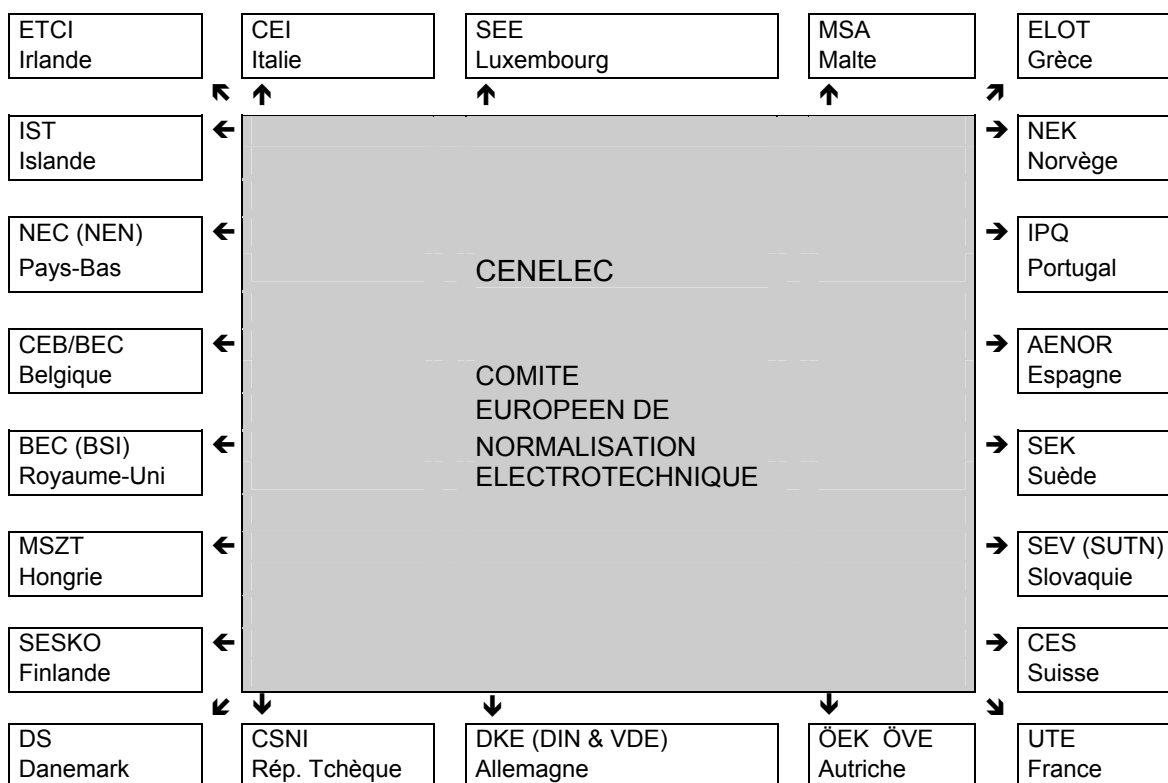 ETCI
Irlande
CEI
Italie
SEE
Luxembourg
MSA
Malte
ELOT
Grèce
IST
Islande
NEK
Norvège
NEC (NEN)
Pays-Bas
IPQ
Portugal
CENELEC
CEB/BEC
Belgique
AENOR
Espagne
COMITE
EUROPEEN DE
NORMALISATION
ELECTROTECHNIQUE
BEC (BSI)
Royaume-Uni
SEK
Suède
MSZT
Hongrie
SEV (SUTN)
Slovaquie
SESKO
Finlande
CES
Suisse
DS
Danemark
CSNI
Rép. Tchèque
DKE (DIN & VDE)
Allemagne
ÖEK ÖVE
Autriche
UTE
France